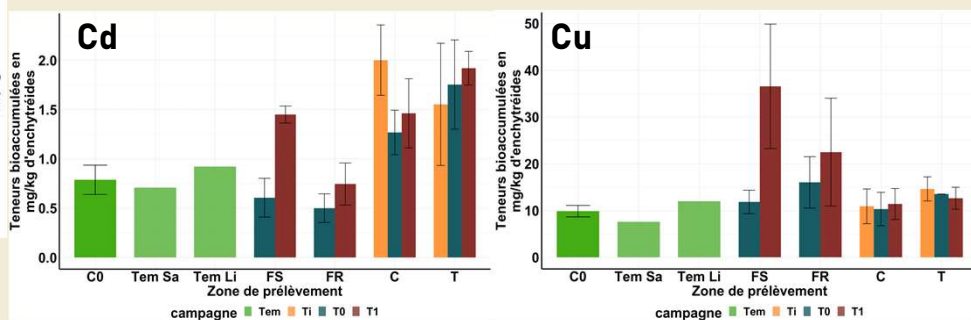 Cd
Teneurs bioaccumulées en
mg/kg d'enchytréides
2.0
1.5
1.0
0.5
0.0
C0 Tem Sa Tem Li FS FR C T
Zone de prélèvement
campagne Tem Ti T0 T1
Cu
Teneurs bioaccumulées en
mg/kg d'enchytréides
50
40
30
20
10
0
C0 Tem Sa Tem Li FS FR C T
Zone de prélèvement
campagne Tem Ti T0 T1